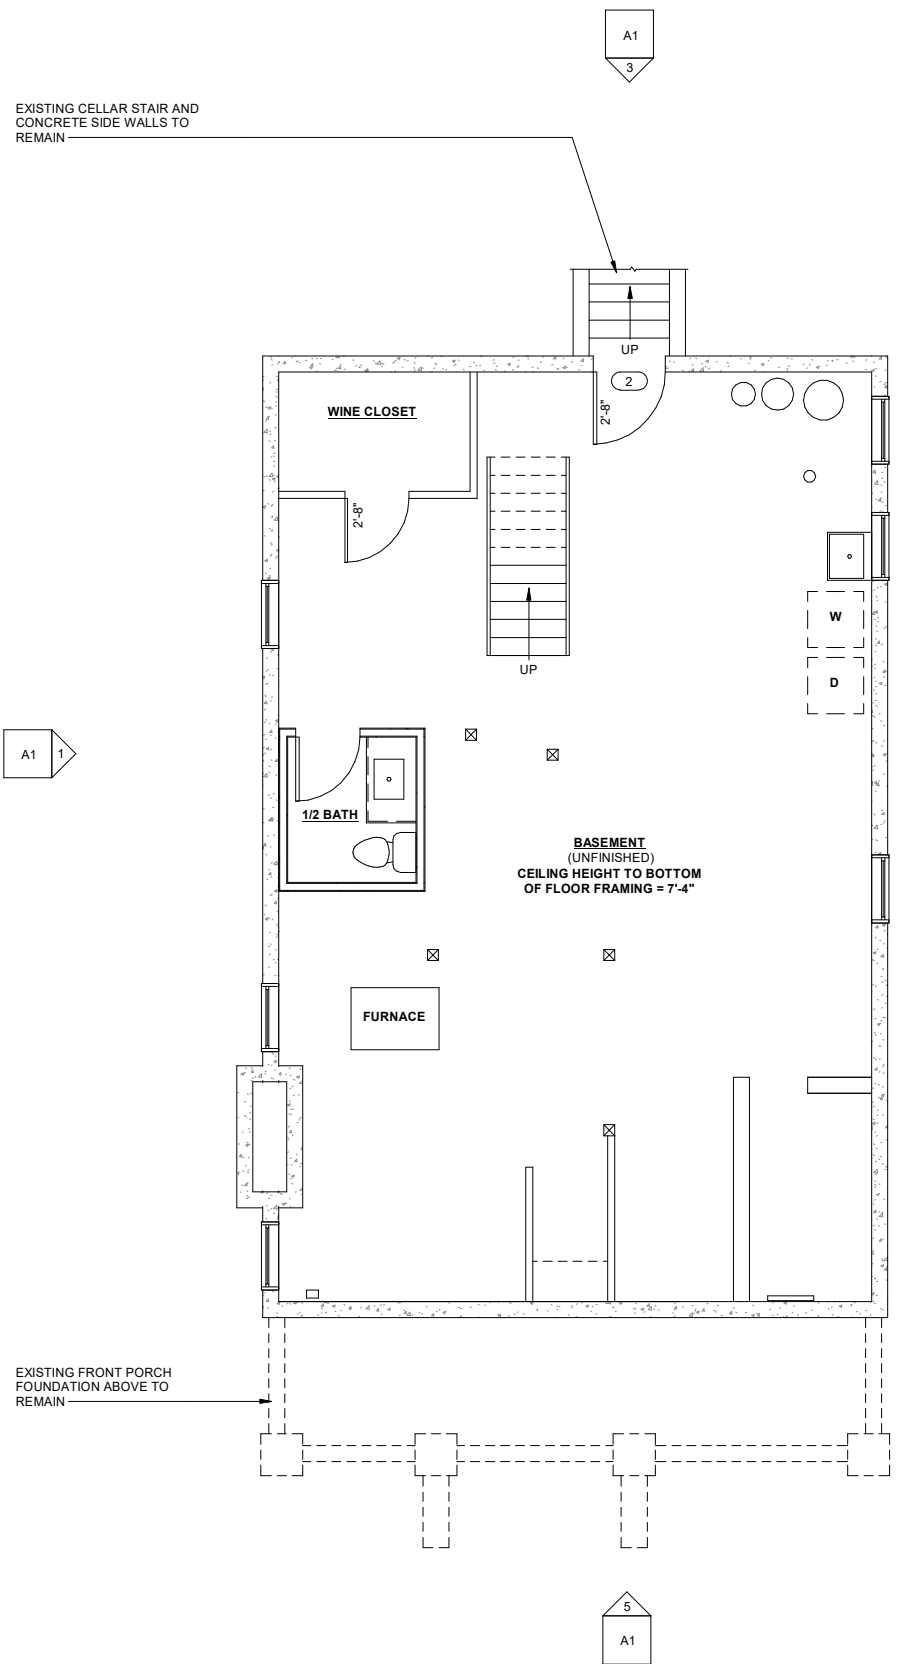 A1
3
EXISTING CELLAR STAIR AND
CONCRETE SIDE WALLS TO
REMAIN
UP
2
2'-8"
WINE CLOSET
2'-8"
UP
W
D
A1
1
1/2 BATH
BASEMENT
(UNFINISHED)
CEILING HEIGHT TO BOTTOM
OF FLOOR FRAMING = 7'-4"
FURNACE
EXISTING FRONT PORCH
FOUNDATION ABOVE TO
REMAIN
5
A1